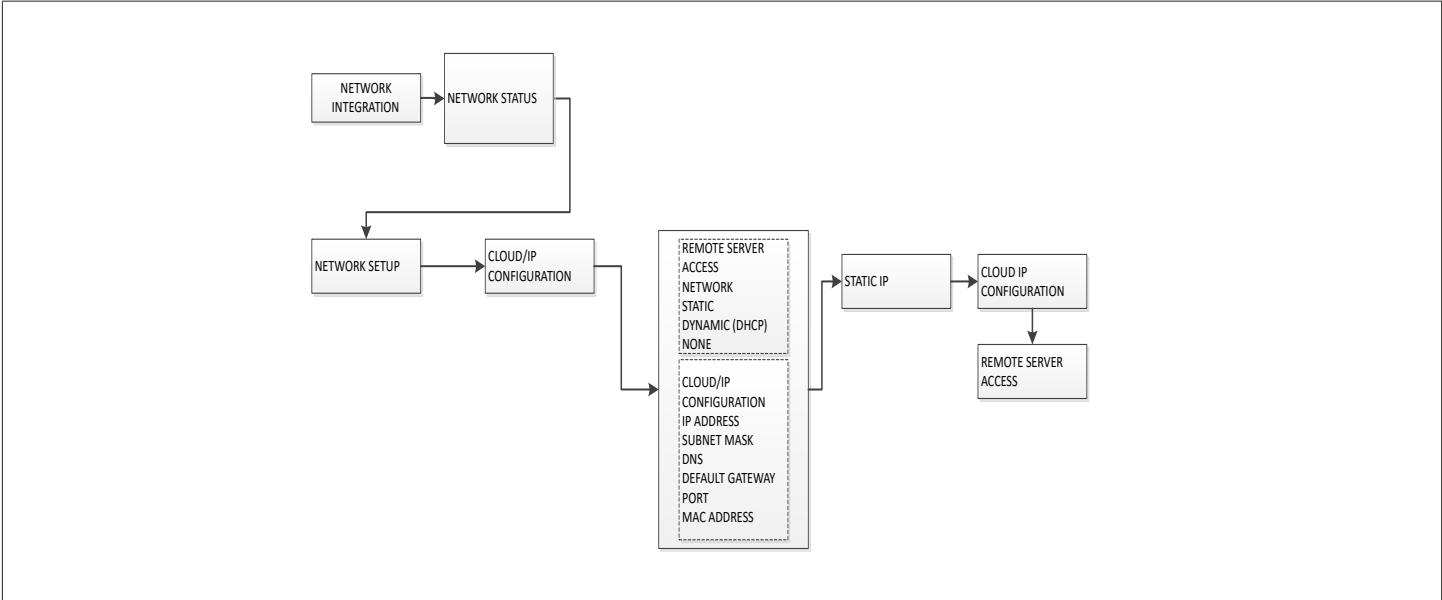 NETWORK
INTEGRATION
NETWORK STATUS
NETWORK SETUP
CLOUD/IP
CONFIGURATION
REMOTE SERVER
ACCESS
NETWORK
STATIC
DYNAMIC (DHCP)
NONE
CLOUD/IP
CONFIGURATION
IP ADDRESS
SUBNET MASK
DNS
DEFAULT GATEWAY
PORT
MAC ADDRESS
STATIC IP
CLOUD IP
CONFIGURATION
REMOTE SERVER
ACCESS